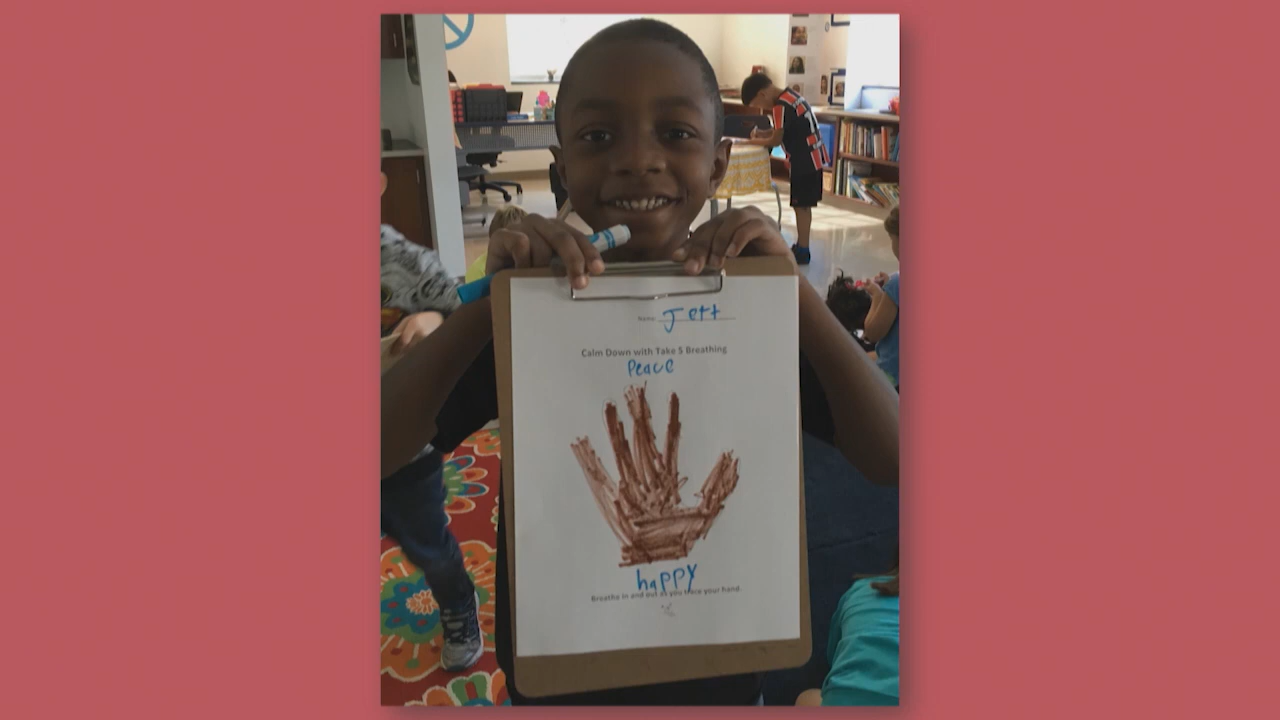 Name Jett
Calm Down with Take 5 Breathing
Peace
happy
Breathe in and out as you trace your hand.